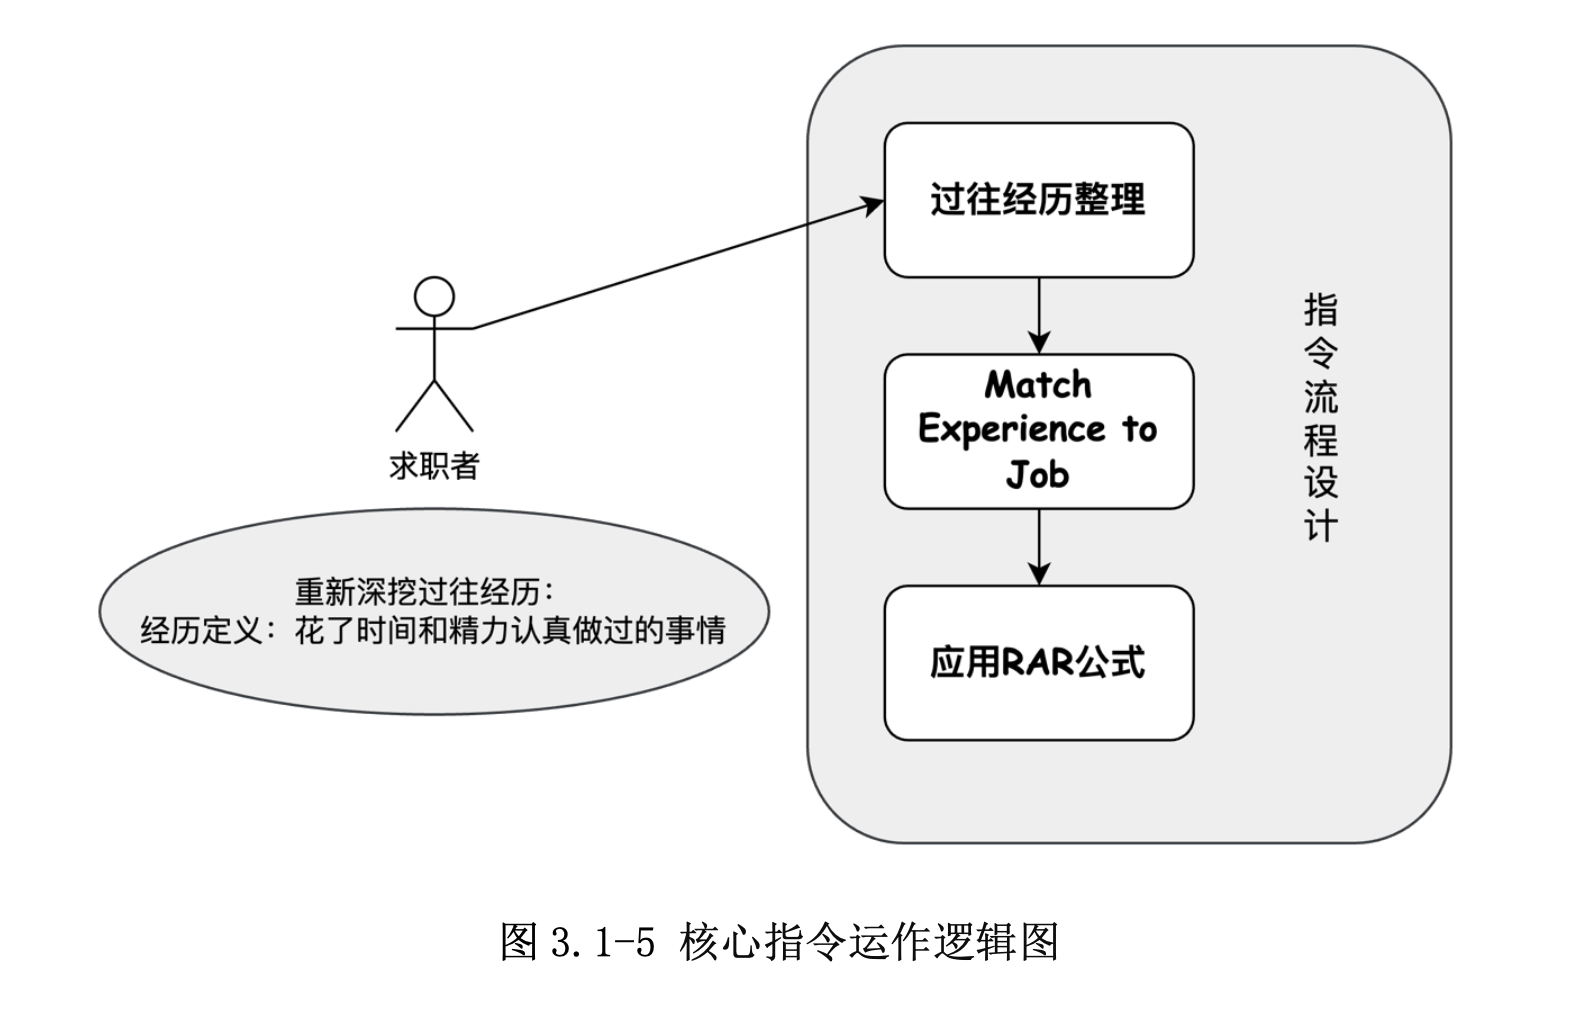 过往经历整理
Match
Experience to
Job
应用RAR公式
指令流程设计
求职者
重新深挖过往经历：
经历定义：花了时间和精力认真做过的事情
图 3.1-5 核心指令运作逻辑图